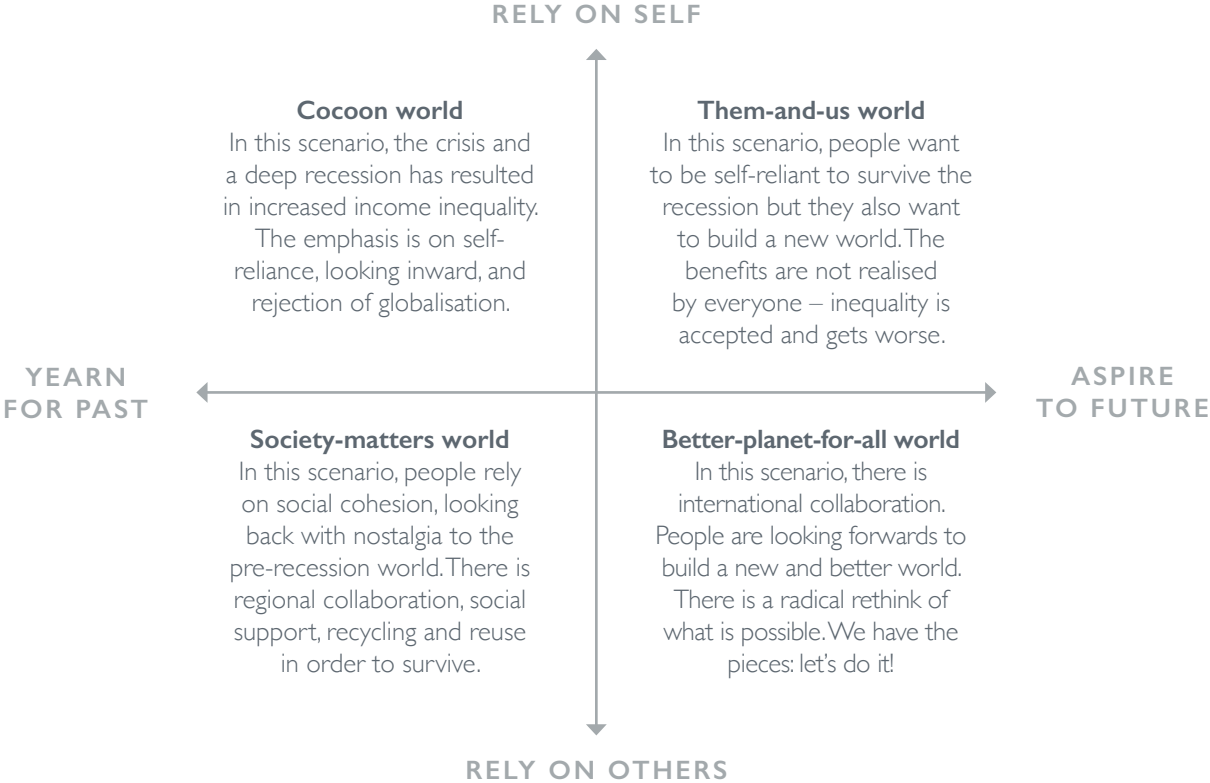 RELY ON SELF
Cocoon world
In this scenario, the crisis and
a deep recession has resulted
in increased income inequality.
The emphasis is on self-
reliance, looking inward, and
rejection of globalisation.
Them-and-us world
In this scenario, people want
to be self-reliant to survive the
recession but they also want
to build a new world. The
benefits are not realised
by everyone – inequality is
accepted and gets worse.
YEARN
FOR PAST
ASPIRE
TO FUTURE
Society-matters world
In this scenario, people rely
on social cohesion, looking
back with nostalgia to the
pre-recession world. There is
regional collaboration, social
support, recycling and reuse
in order to survive.
Better-planet-for-all world
In this scenario, there is
international collaboration.
People are looking forwards to
build a new and better world.
There is a radical rethink of
what is possible. We have the
pieces: let's do it!
RELY ON OTHERS